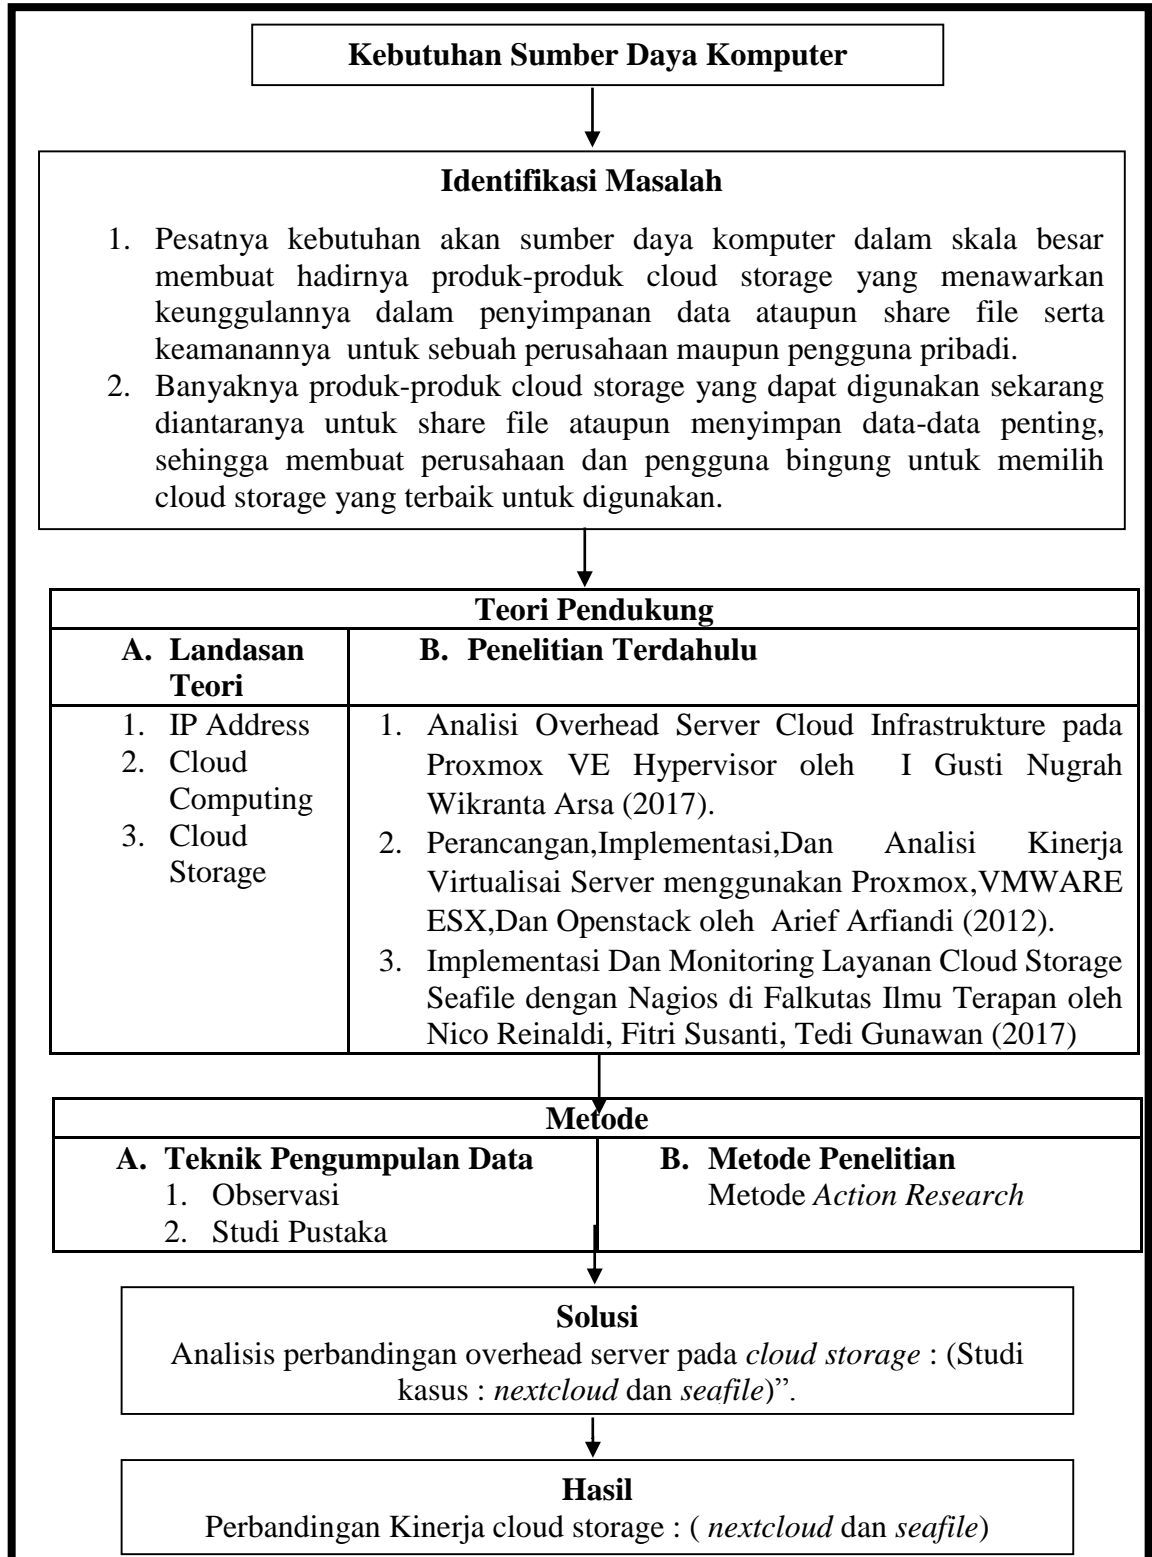 Kebutuhan Sumber Daya Komputer
Identifikasi Masalah
1. Pesatnya kebutuhan akan sumber daya komputer dalam skala besar
membuat hadirnya produk-produk cloud storage yang menawarkan
keunggulannya dalam penyimpanan data ataupun share file serta
keamanannya untuk sebuah perusahaan maupun pengguna pribadi.
2. Banyaknya produk-produk cloud storage yang dapat digunakan sekarang
diantaranya untuk share file ataupun menyimpan data-data penting,
sehingga membuat perusahaan dan pengguna bingung untuk memilih
cloud storage yang terbaik untuk digunakan.
Teori Pendukung
A. Landasan
Teori
B. Penelitian Terdahulu
1. IP Address
2. Cloud
Computing
3. Cloud
Storage
1. Analisi Overhead Server Cloud Infrastrukture pada
Proxmox VE Hypervisor oleh I Gusti Nugrah
Wikranta Arsa (2017).
2. Perancangan,Implementasi,Dan Analisi Kinerja
Virtualisai Server menggunakan Proxmox,VMWARE
ESX,Dan Openstack oleh Arief Arfiandi (2012).
3. Implementasi Dan Monitoring Layanan Cloud Storage
Seafile dengan Nagios di Falkutas Ilmu Terapan oleh
Nico Reinaldi, Fitri Susanti, Tedi Gunawan (2017)
Metode
A. Teknik Pengumpulan Data
1. Observasi
2. Studi Pustaka
B. Metode Penelitian
Metode Action Research
Solusi
Analisis perbandingan overhead server pada cloud storage : (Studi
kasus : nextcloud dan seafile)”.
Hasil
Perbandingan Kinerja cloud storage : ( nextcloud dan seafile)